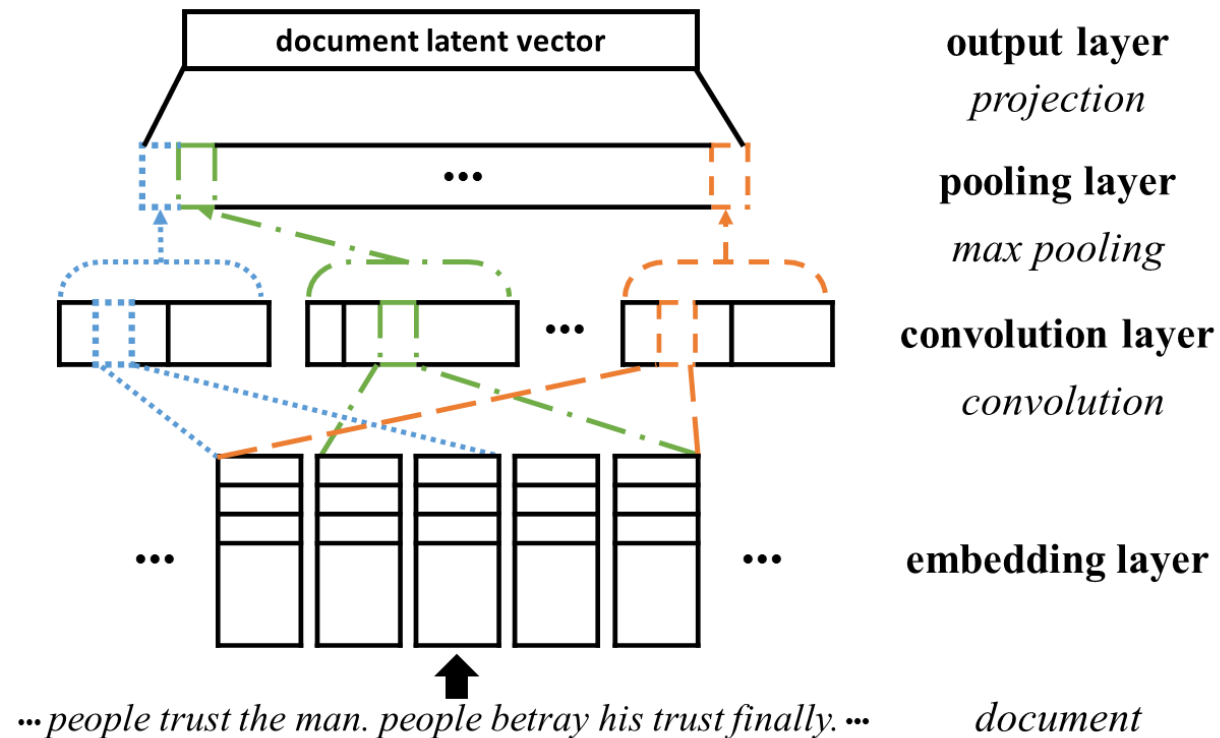 document latent vector
output layer
projection
...
pooling layer
max pooling
...
convolution layer
convolution
...
...
embedding layer
... people trust the man. people betray his trust finally. ...
document